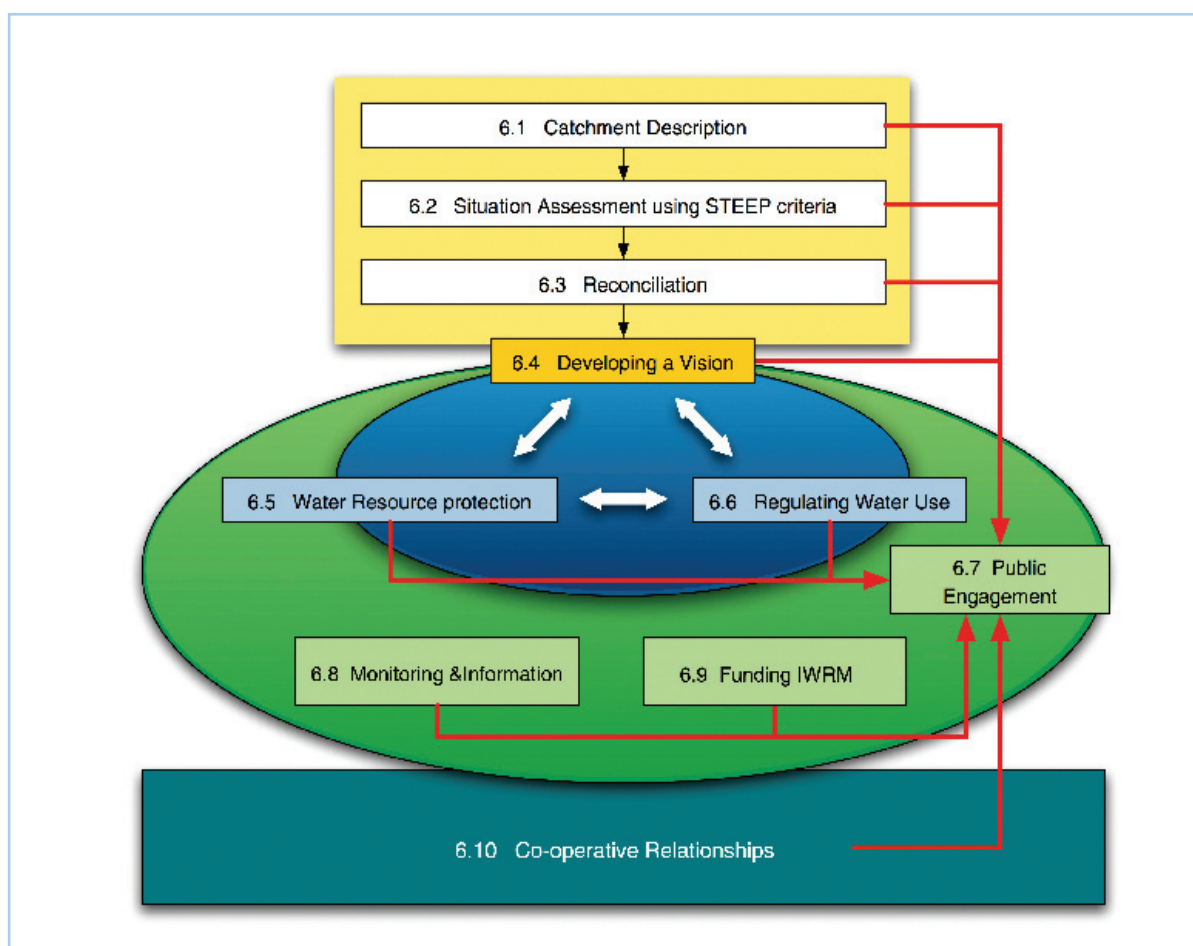 6.1 Catchment Description
6.2 Situation Assessment using STEEP criteria
6.3 Reconciliation
6.4 Developing a Vision
6.5 Water Resource protection
6.6 Regulating Water Use
6.7 Public
Engagement
6.8 Monitoring &Information
6.9 Funding IWRM
6.10 Co-operative Relationships